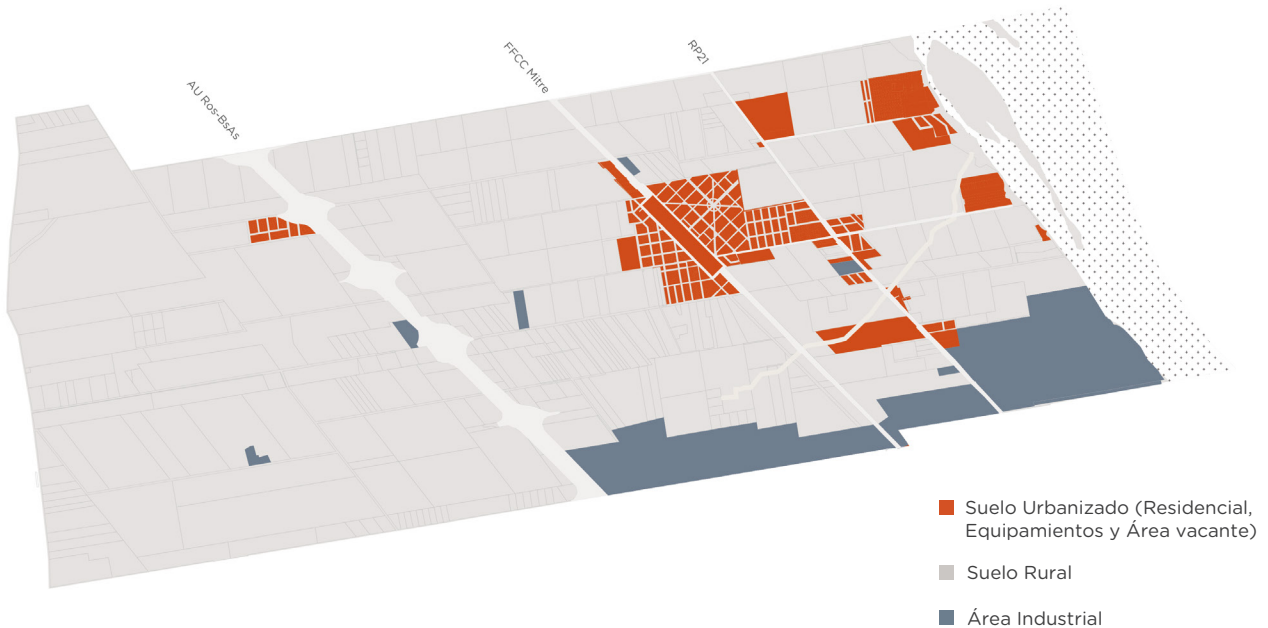 AU Ros-BsAs
FFCC Mitre
RP21
Suelo Urbanizado (Residencial,
Equipamientos y Área vacante)
Suelo Rural
Área Industrial